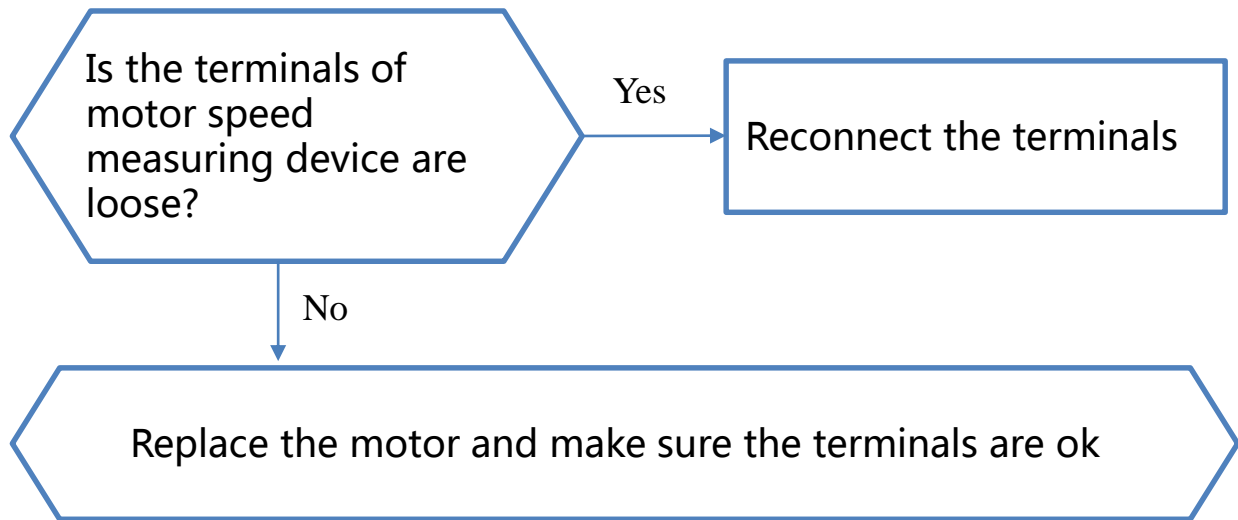 Is the terminals of
motor speed
measuring device are
loose?
Yes
Reconnect the terminals
No
Replace the motor and make sure the terminals are ok